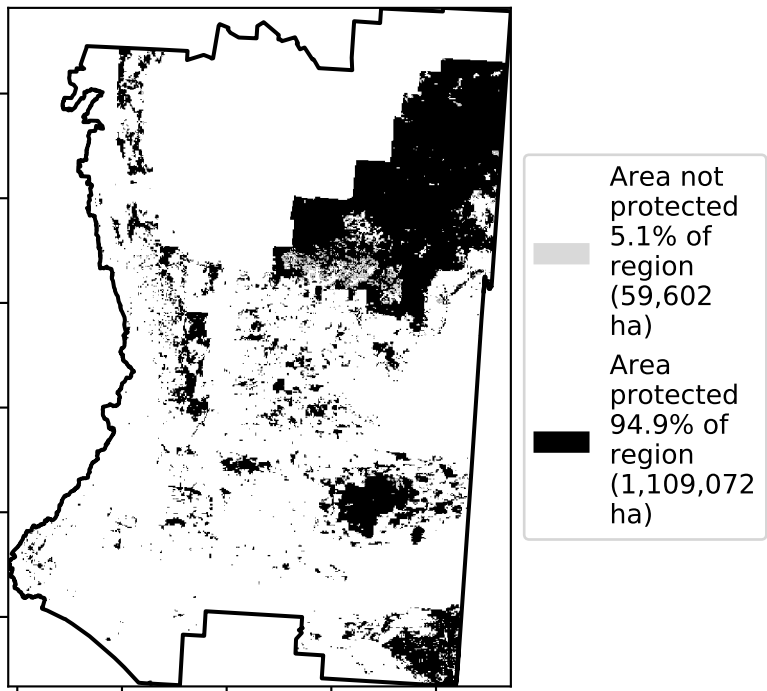 Area not
protected
5.1% of
region
(59,602
ha)
Area
protected
94.9% of
region
(1,109,072
ha)